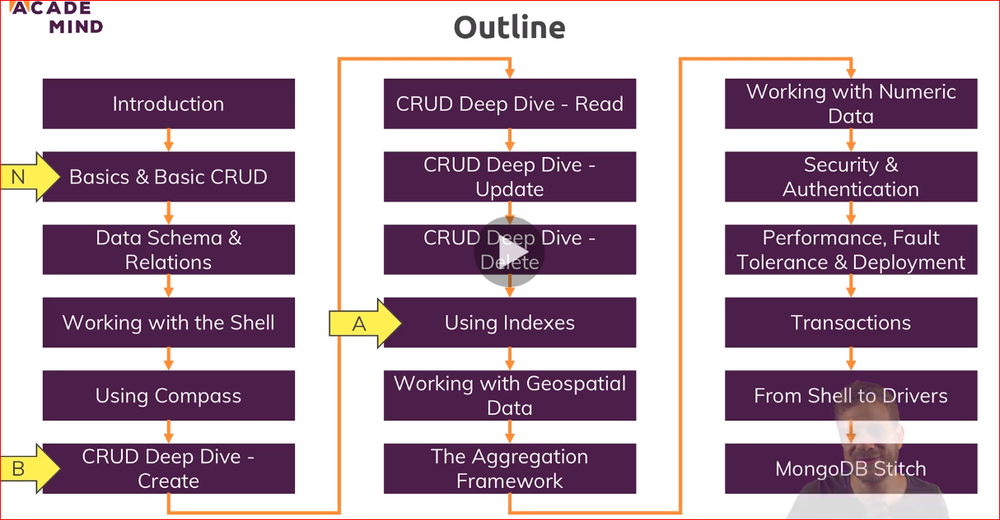 ACADE
MIND
Outline
Introduction
N
Basics & Basic CRUD
Data Schema &
Relations
Working with the Shell
Using Compass
B
CRUD Deep Dive -
Create
CRUD Deep Dive - Read
CRUD Deep Dive -
Update
CRUD Deep Dive -
Delete
A
Using Indexes
Working with Geospatial
Data
The Aggregation
Framework
Working with Numeric
Data
Security &
Authentication
Performance, Fault
Tolerance & Deployment
Transactions
From Shell to Drivers
MongoDB Stitch